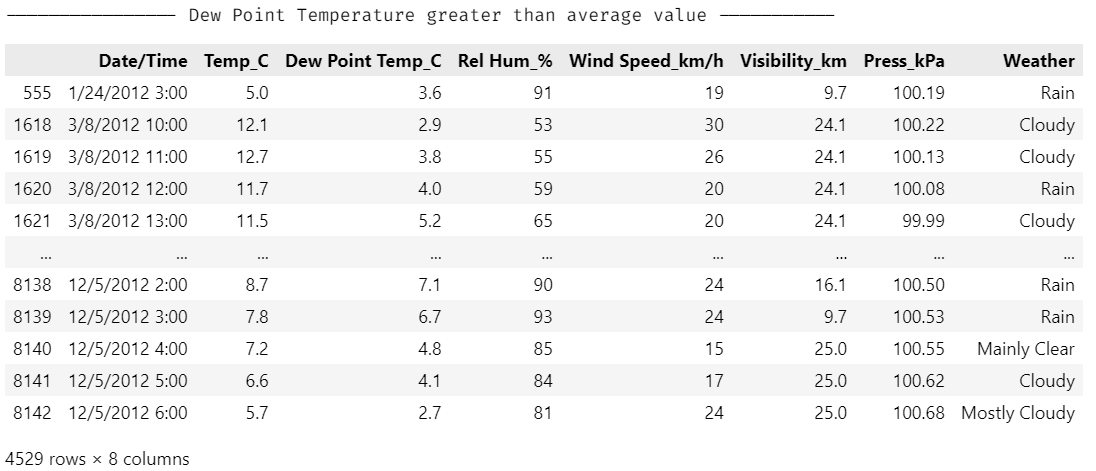 ---------------- Dew Point Temperature greater than average value -----------
Date/Time Temp_C Dew Point Temp_C Rel Hum_% Wind Speed_km/h Visibility_km Press_kPa Weather
555 1/24/2012 3:00 5.0 3.6 91 19 9.7 100.19 Rain
1618 3/8/2012 10:00 12.1 2.9 53 30 24.1 100.22 Cloudy
1619 3/8/2012 11:00 12.7 3.8 55 26 24.1 100.13 Cloudy
1620 3/8/2012 12:00 11.7 4.0 59 20 24.1 100.08 Rain
1621 3/8/2012 13:00 11.5 5.2 65 20 24.1 99.99 Cloudy
... ... ... ... ... ... ... ... ...
8138 12/5/2012 2:00 8.7 7.1 90 24 16.1 100.50 Rain
8139 12/5/2012 3:00 7.8 6.7 93 24 9.7 100.53 Rain
8140 12/5/2012 4:00 7.2 4.8 85 15 25.0 100.55 Mainly Clear
8141 12/5/2012 5:00 6.6 4.1 84 17 25.0 100.62 Cloudy
8142 12/5/2012 6:00 5.7 2.7 81 24 25.0 100.68 Mostly Cloudy
4529 rows × 8 columns